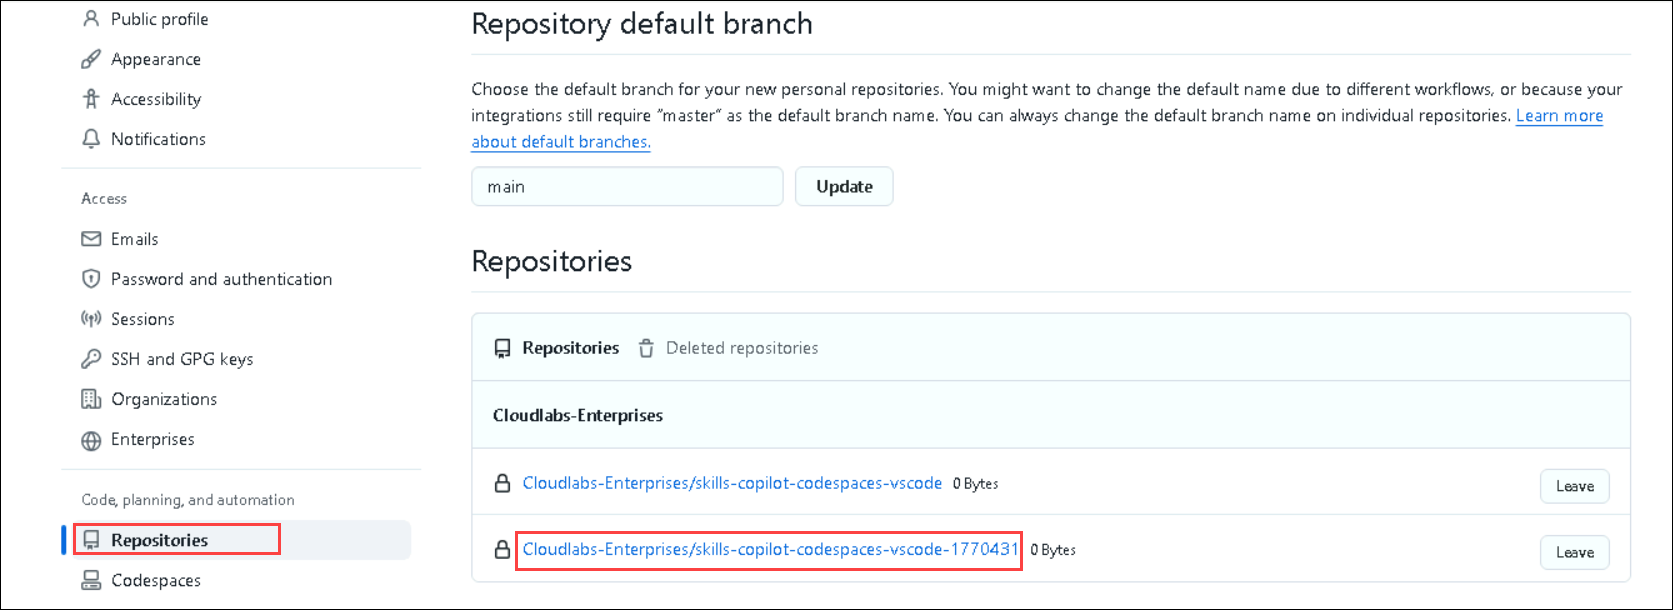 Public profile
Appearance
Accessibility
Notifications
Access
Emails
Password and authentication
Sessions
SSH and GPG keys
Organizations
Enterprises
Code, planning, and automation
Repositories
Codespaces
Repository default branch
Choose the default branch for your new personal repositories. You might want to change the default name due to different workflows, or because your
integrations still require “master” as the default branch name. You can always change the default branch name on individual repositories. Learn more
about default branches.
main
Update
Repositories
Repositories Deleted repositories
Cloudlabs-Enterprises
Cloudlabs-Enterprises/skills-copilot-codespaces-vscode 0 Bytes Leave
Cloudlabs-Enterprises/skills-copilot-codespaces-vscode-1770431 0 Bytes Leave